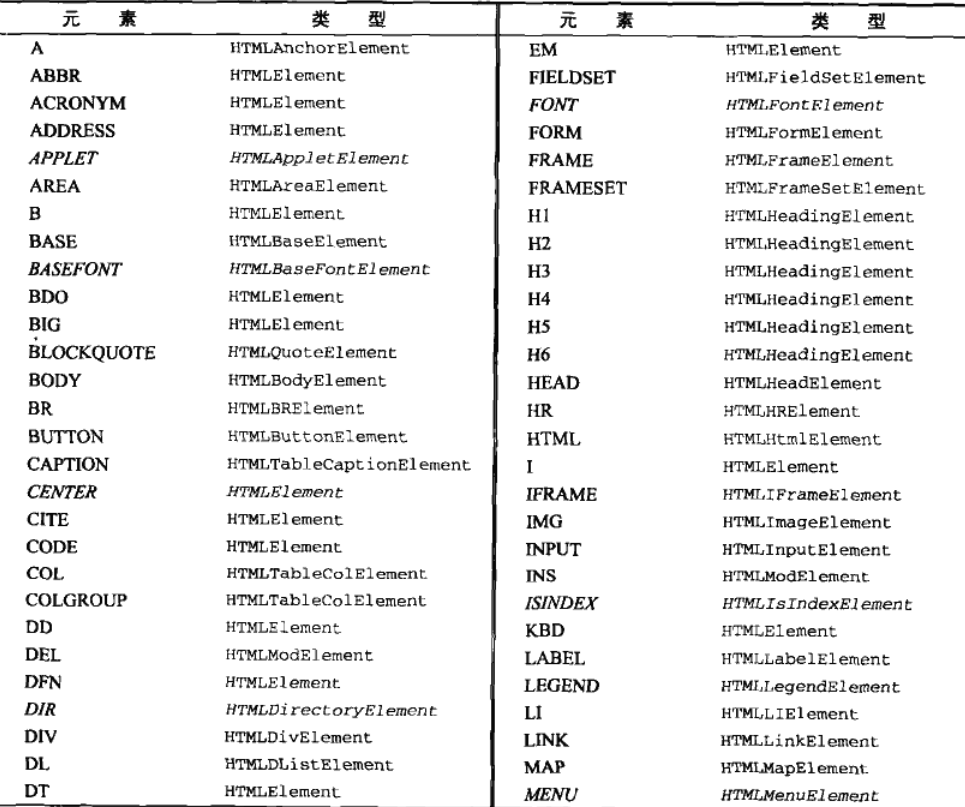 元 素 类 型 元 素 类 型
A HTMLAnchorElement EM HTMLElement
ABBR HTMLElement FIELDSET HTMLFieldSetElement
ACRONYM HTMLElement FONT HTMLFontElement
ADDRESS HTMLElement FORM HTMLFormElement
APPLET HTMLAppletElement FRAME HTMLFrameElement
AREA HTMLAreaElement FRAMESET HTMLFrameSetElement
B HTMLElement H1 HTMLHeadingElement
BASE HTMLBaseElement H2 HTMLHeadingElement
BASEFONT HTMLBaseFontElement H3 HTMLHeadingElement
BDO HTMLElement H4 HTMLHeadingElement
BIG HTMLElement H5 HTMLHeadingElement
BLOCKQUOTE HTMLQuoteElement H6 HTMLHeadingElement
BODY HTMLBodyElement HEAD HTMLHeadElement
BR HTMLBRElement HR HTMLHRElement
BUTTON HTMLButtonElement HTML HTMLHtmlElement
CAPTION HTMLTableCaptionElement I HTMLElement
CENTER HTMLElement IFRAME HTMLIFrameElement
CITE HTMLElement IMG HTMLImageElement
CODE HTMLElement INPUT HTMLInputElement
COL HTMLTableColElement INS HTMLModElement
COLGROUP HTMLTableColElement ISINDEX HTMLIsIndexElement
DD HTMLElement KBD HTMLElement
DEL HTMLModElement LABEL HTMLLabelElement
DFN HTMLElement LEGEND HTMLLegendElement
DIR HTMLDirectoryElement LI HTMLLIElement
DIV HTMLDivElement LINK HTMLLinkElement
DL HTMLDListElement MAP HTMLMapElement
DT HTMLElement MENU HTMLMenuElement